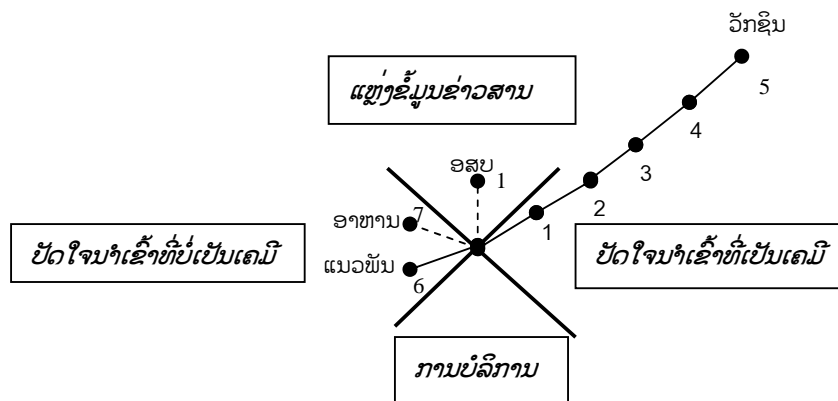 ວັກຊິນ
ແຫຼ່ງຂໍ້ມູນຂ່າວສານ
5
4
3
ອສບ
1
2
ອາຫານ
7
1
ປັດໃຈນຳເຂົ້າທີ່ບໍ່ເປັນເຄມີ
ແນວພັນ
6
ປັດໃຈນຳເຂົ້າທີ່ເປັນເຄມີ
ການບໍລິການ